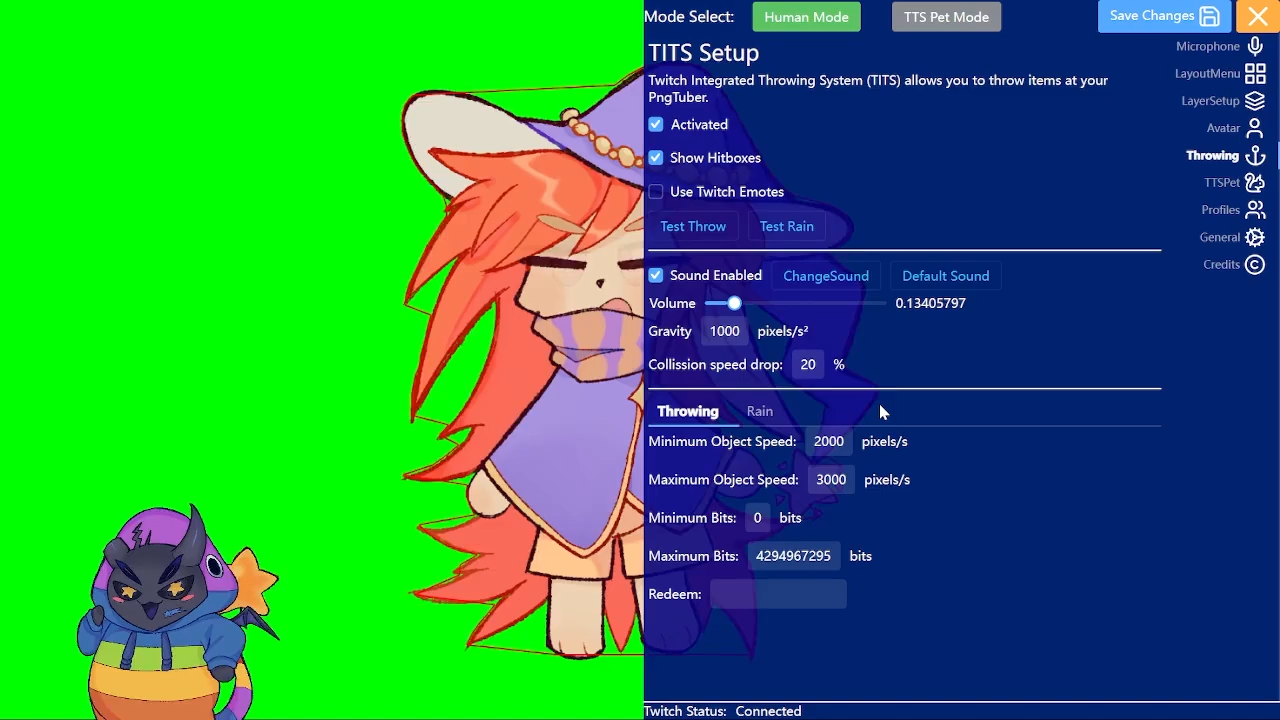 Mode Select: Human Mode TTS Pet Mode Save Changes
TITS Setup
Twitch Integrated Throwing System (TITS) allows you to throw items at your
PngTuber.
Activated
Show Hitboxes
Use Twitch Emotes
Test Throw Test Rain
Sound Enabled ChangeSound Default Sound
Volume 0.13405797
Gravity 1000 pixels/s²
Collission speed drop: 20 %
Throwing Rain
Minimum Object Speed: 2000 pixels/s
Maximum Object Speed: 3000 pixels/s
Minimum Bits: 0 bits
Maximum Bits: 4294967295 bits
Redeem:
Twitch Status: Connected
Microphone
LayoutMenu
LayerSetup
Avatar
Throwing
TTSPet
Profiles
General
Credits